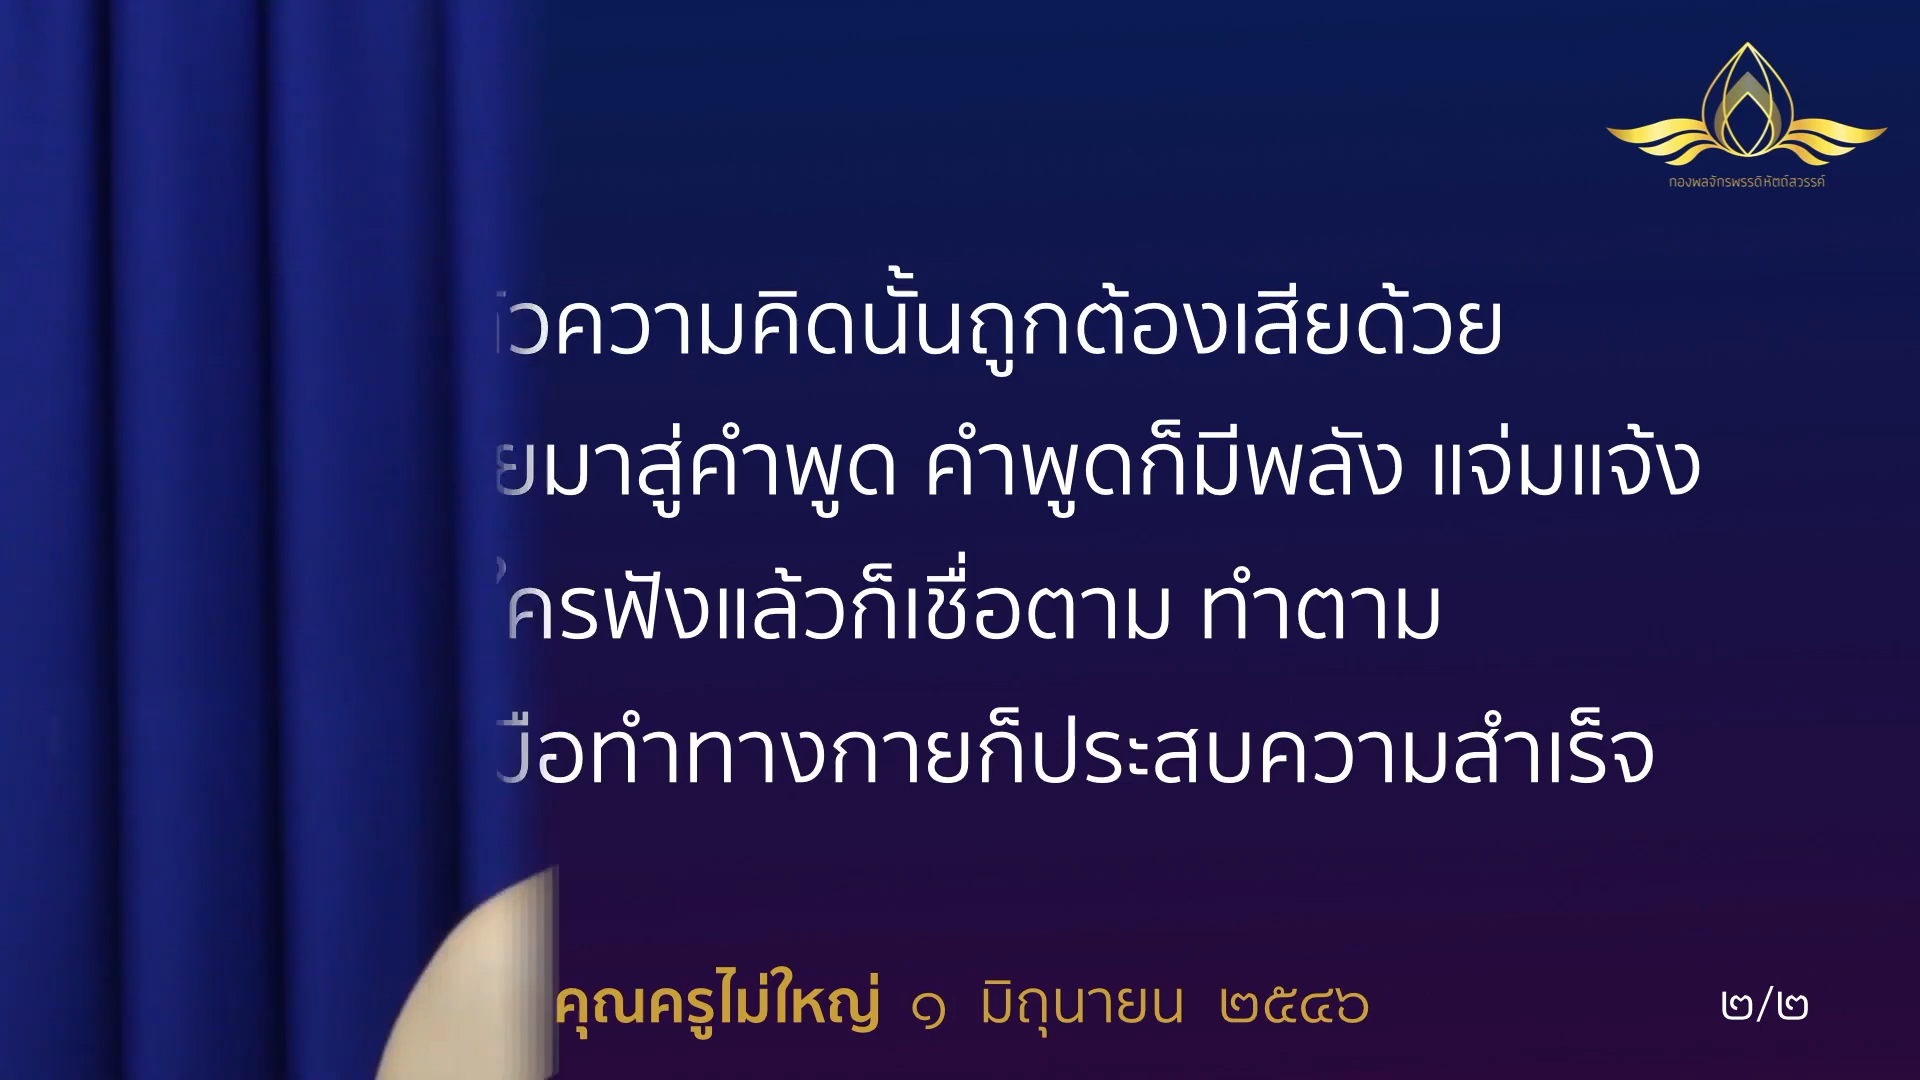 กองพลจักรพรรดิหัตถ์สวรรค์
ความคิดนั้นถูกต้องเสียด้วย
มาสู่คำพูด คำพูดก็มีพลัง แจ่มแจ้ง
ใครฟังแล้วก็เชื่อตาม ทำตาม
ทำทางกายก็ประสบความสำเร็จ
คุณครูไม่ใหญ่ ๑ มิถุนายน ๒๕๔๖
๒/๒